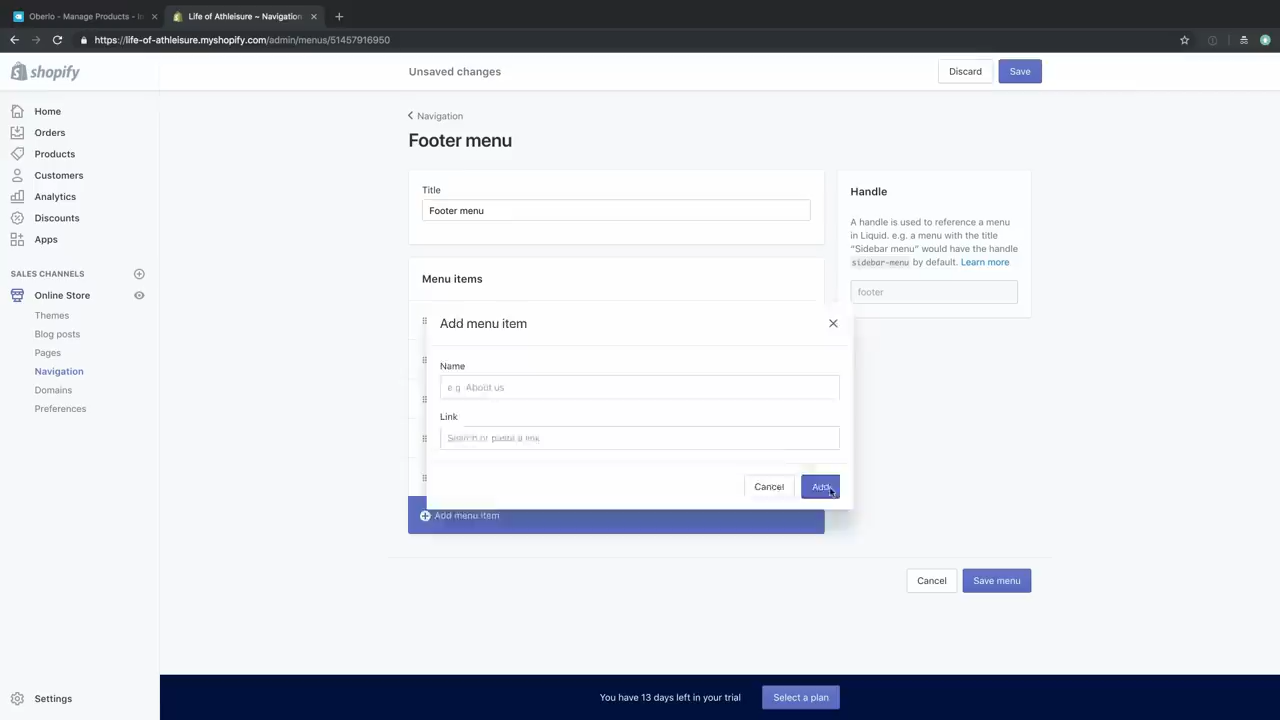 Oberlo - Manage Products - I
Life of Athleisure ~ Navigation
https://life-of-athleisure.myshopify.com/admin/menus/51457916950
shopify
Unsaved changes
Discard
Save
Home
Orders
Products
Customers
Analytics
Discounts
Apps
SALES CHANNELS
Online Store
Themes
Blog posts
Pages
Navigation
Domains
Preferences
Settings
Navigation
Footer menu
Title
Footer menu
Menu items
Handle
A handle is used to reference a menu
in Liquid. e.g. a menu with the title
“Sidebar menu” would have the handle
sidebar-menu by default. Learn more
footer
Add menu item
Name
e.g. About us
Link
Search or paste a link
Cancel
Add
Add menu item
Cancel
Save menu
You have 13 days left in your trial
Select a plan